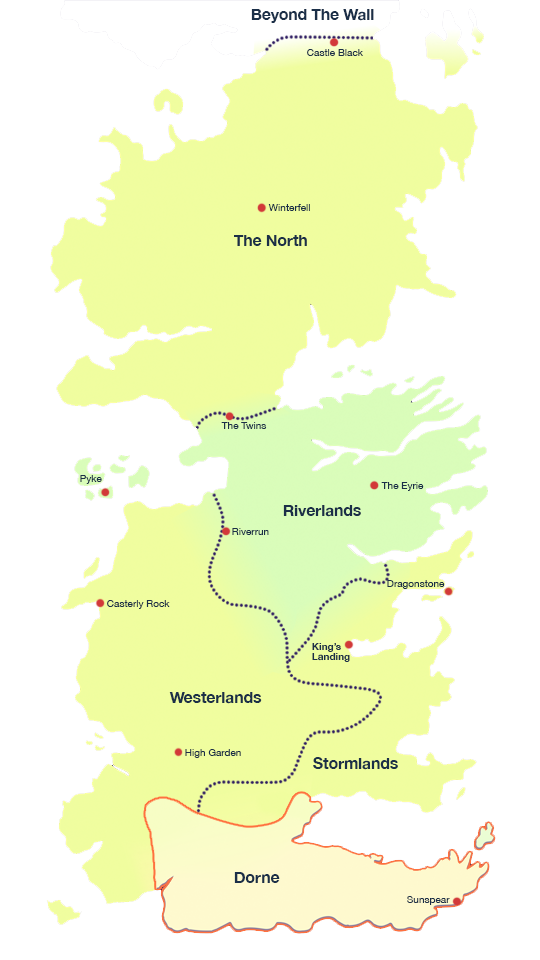 Beyond The Wall
Castle Black
Winterfell
The North
The Twins
Pyke
The Eyrie
Riverlands
Riverrun
Dragonstone
Casterly Rock
King's
Landing
Westerlands
High Garden
Stormlands
Dorne
Sunspear